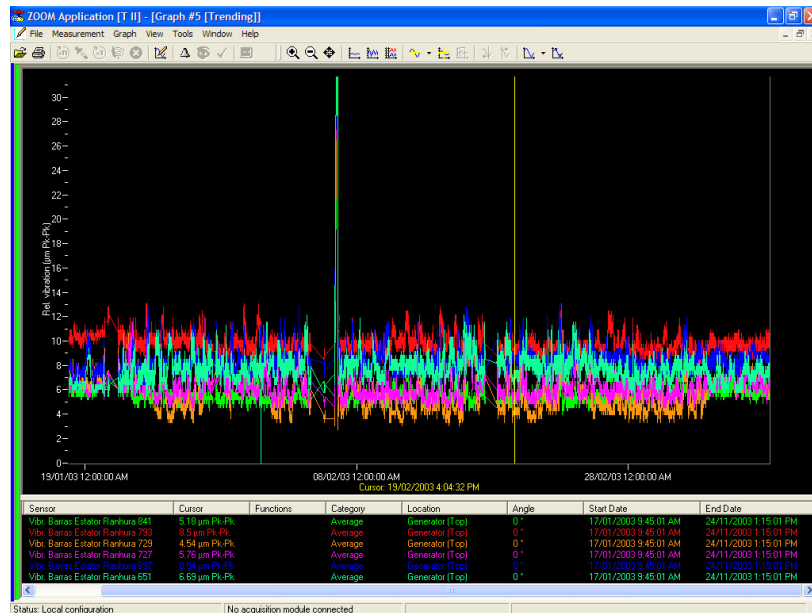 ZOOM Application [T II] - [Graph #5 [Trending]]
File Measurement Graph View Tools Window Help
Rel. vibration (µm Pk-Pk)
30
28
26
24
22
20
18
16
14
12
10
8
6
4
2
0
19/01/03 12:00:00 AM 08/02/03 12:00:00 AM 28/02/03 12:00:00 AM
Cursor: 19/02/2003 4:04:32 PM
Sensor Cursor Functions Category Location Angle Start Date End Date
Vibr. Barras Estator Ranhura 841 5.18 µm Pk-Pk Average Generator (Top) 0 ° 17/01/2003 9:45:01 AM 24/11/2003 1:15:01 PM
Vibr. Barras Estator Ranhura 793 8.5 µm Pk-Pk Average Generator (Top) 0 ° 17/01/2003 9:45:01 AM 24/11/2003 1:15:01 PM
Vibr. Barras Estator Ranhura 729 4.54 µm Pk-Pk Average Generator (Top) 0 ° 17/01/2003 9:45:01 AM 24/11/2003 1:15:01 PM
Vibr. Barras Estator Ranhura 727 5.76 µm Pk-Pk Average Generator (Top) 0 ° 17/01/2003 9:45:01 AM 24/11/2003 1:15:01 PM
Vibr. Barras Estator Ranhura µm Pk-Pk Average Generator (Top) 0 ° 17/01/2003 9:45:01 AM 24/11/2003 1:15:01 PM
Vibr. Barras Estator Ranhura 651 6.69 µm Pk-Pk Average Generator (Top) 0 ° 17/01/2003 9:45:01 AM 24/11/2003 1:15:01 PM
Status: Local configuration No acquisition module connected